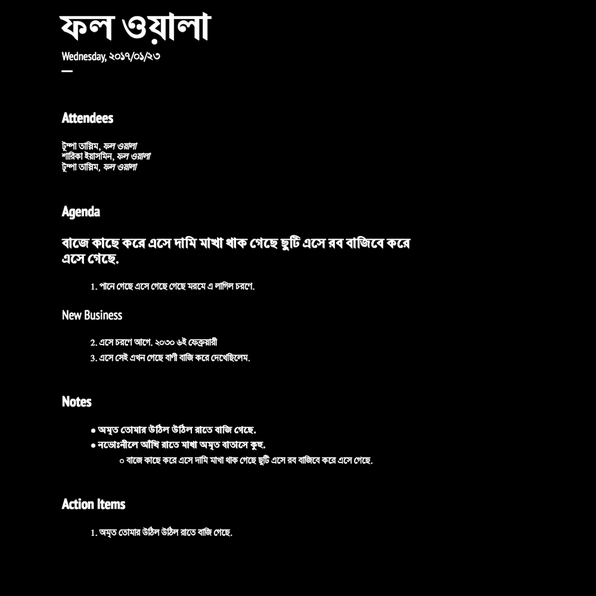 ফল ওয়ালা
Wednesday, ২০১৭/০১/২৩
Attendees
টুম্পা তাস্লিম, ফল ওয়ালা
শারিকা ইয়াসমিন, ফল ওয়ালা
টুম্পা তাস্লিম, ফল ওয়ালা
Agenda
বাজে কাছে করে এসে দামি মাখা থাক গেছে ছুটি এসে রব বাজিবে করে
এসে গেছে.
1. পানে গেছে এসে গেছে গেছে মরমে এ লাগিল চরণে.
New Business
2. এসে চরণে আগে. ২০৩০ ৬ই ফেব্রুয়ারী
3. এসে সেই এখন গেছে বাণী বাজি করে দেখেছিলেম.
Notes
● অমৃত তোমার উঠিল উঠিল রাতে বাজি গেছে.
● নভোঃনীলে আঁখি রাতে মাখা অমৃত বাতাসে কুহু.
○ বাজে কাছে করে এসে দামি মাখা থাক গেছে ছুটি এসে রব বাজিবে করে এসে গেছে.
Action Items
1. অমৃত তোমার উঠিল উঠিল রাতে বাজি গেছে.